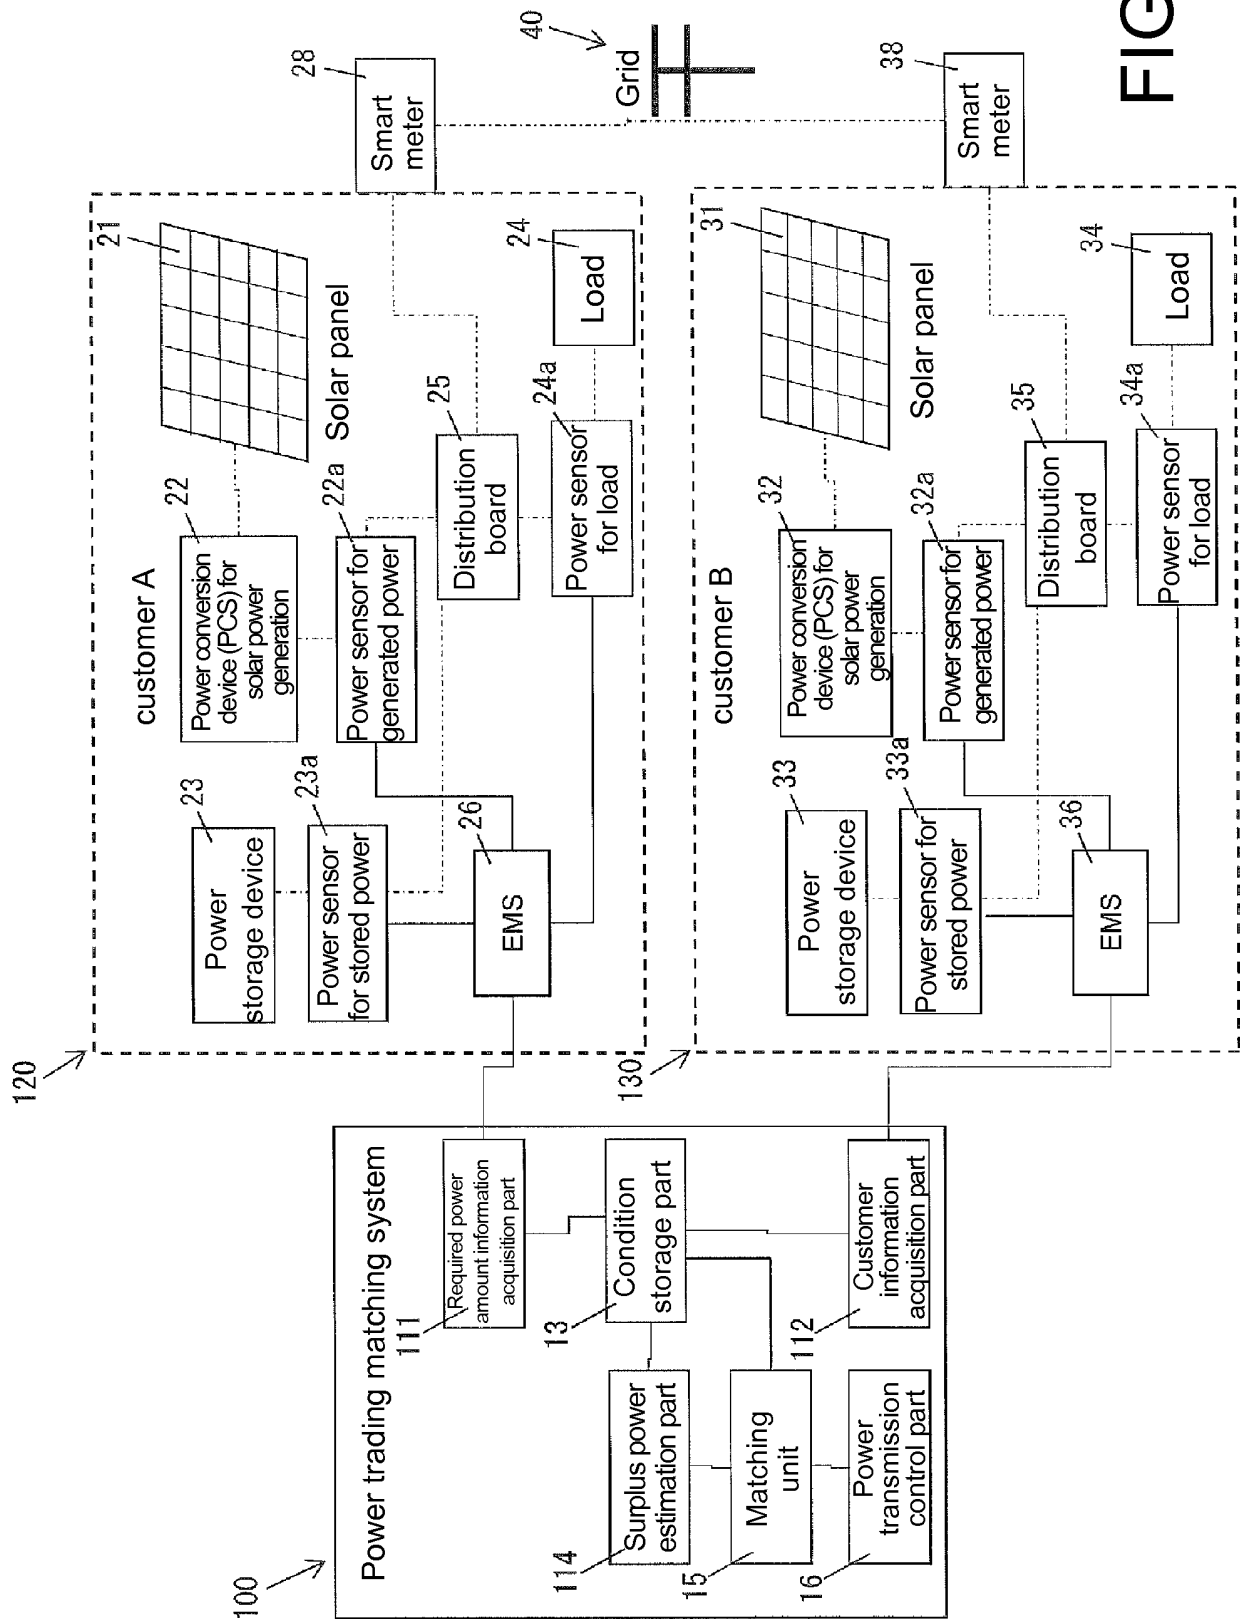 FIG
100
Power trading matching system
111
Required power
amount information
acquisition part
13
Condition
storage part
112
Customer
information
acquisition part
114
Surplus power
estimation part
15
Matching
unit
16
Power
transmission
control part
120
customer A
23
Power
storage device
23a
Power sensor
for stored power
26
EMS
22
Power conversion
device (PCS) for
solar power
generation
22a
Power sensor for
generated power
21
Solar panel
25
Distribution
board
24a
Power sensor
for load
24
Load
28
Smart
meter
40
Grid
130
customer B
33
Power
storage device
33a
Power sensor for
stored power
36
EMS
32
Power conversion
device (PCS) for
solar power
generation
32a
Power sensor for
generated power
31
Solar panel
35
Distribution
board
34a
Power sensor
for load
34
Load
38
Smart
meter